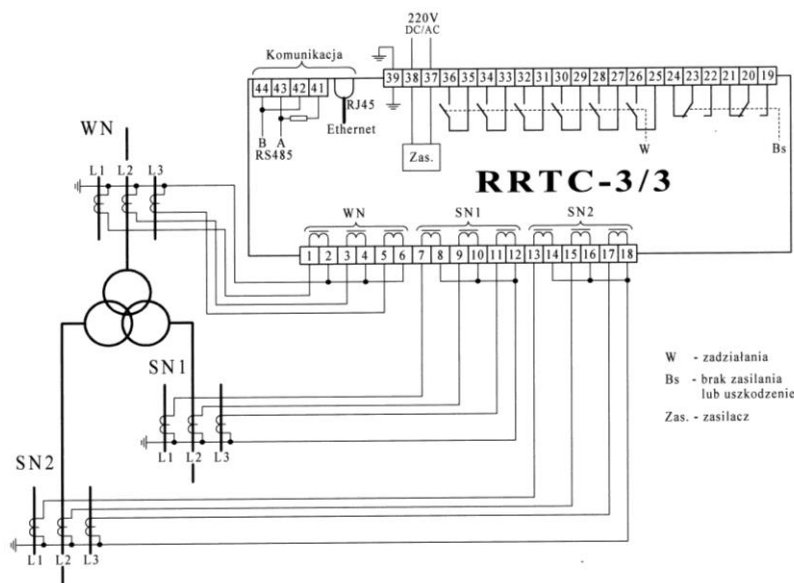 220V
DC/AC
Komunikacja
44 43 42 41
39 38 37 36 35 34 33 32 31 30 29 28 27 26 25 24 23 22 21 20 19
RJ45
B A
RS485
Ethernet
Zas.
W
Bs
WN
L1 L2 L3
RRTC-3/3
WN SN1 SN2
1 2 3 4 5 6 7 8 9 10 11 12 13 14 15 16 17 18
SN1
L1 L2 L3
W - zadziałania
Bs - brak zasilania
lub uszkodzenie
Zas. - zasilacz
SN2
L1 L2 L3